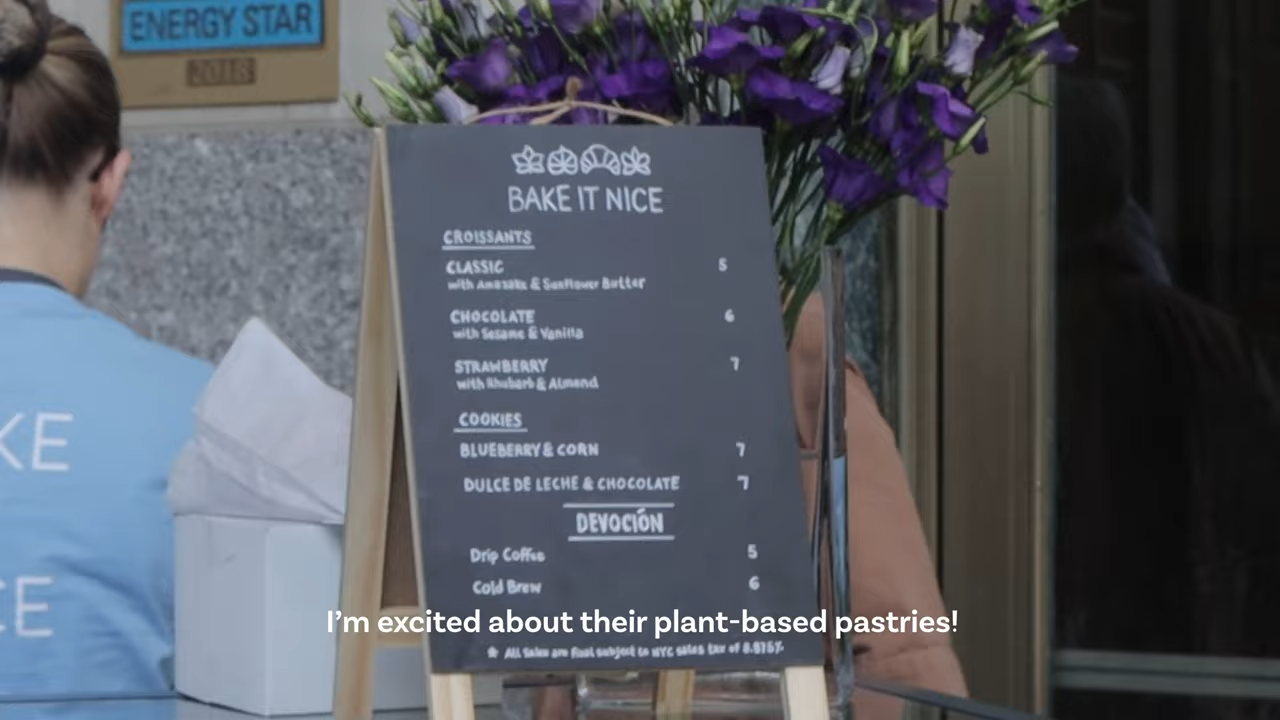 ENERGY STAR
2018
BAKE IT NICE
CROISSANTS
CLASSIC 5
with Amazake & Sunflower Butter
CHOCOLATE 6
with Sesame & Vanilla
STRAWBERRY 7
with Rhubarb & Almond
COOKIES
BLUEBERRY & CORN 7
DULCE DE LECHE & CHOCOLATE 7
DEVOCIÓN
Drip Coffee 5
Cold Brew 6
* All Sales are final subject to NYC sales tax of 8.875%
KE
CE
I'm excited about their plant-based pastries!